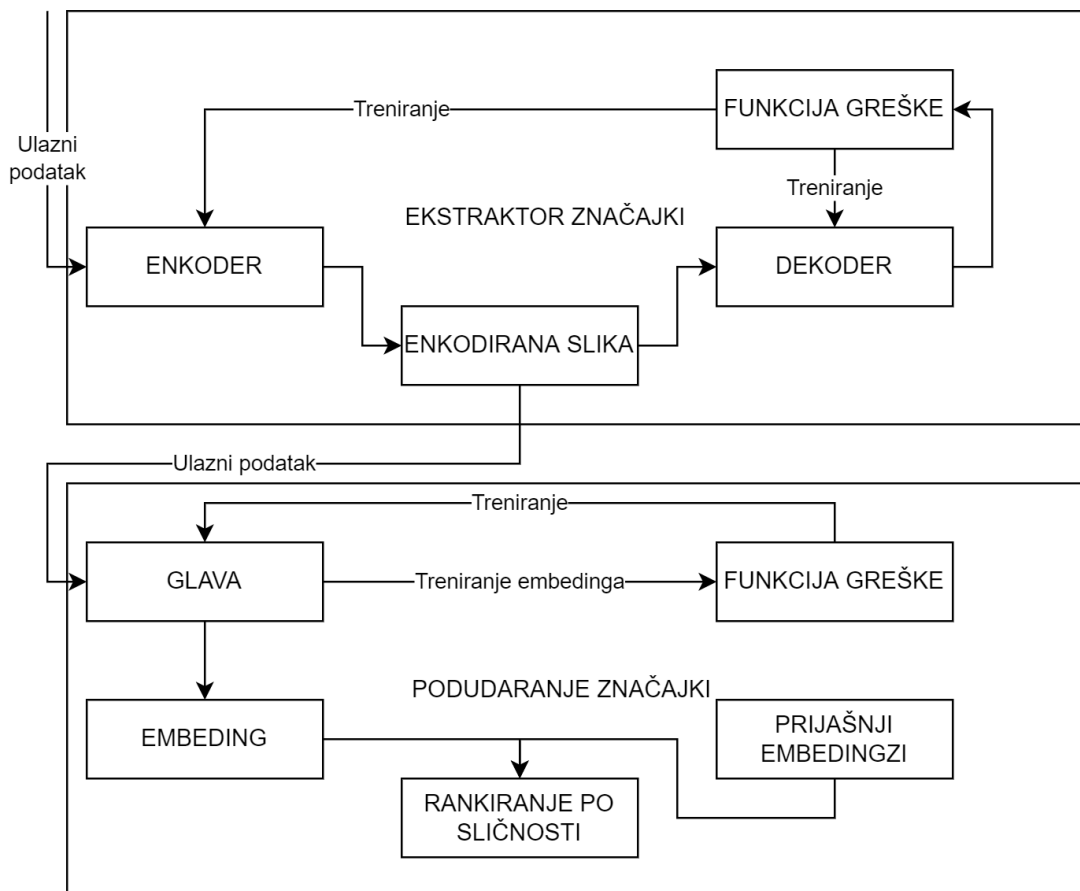 FUNKCIJA GREŠKE
Treniranje
Ulazni
podatak
Treniranje
EKSTRAKTOR ZNAČAJKI
ENKODER
DEKODER
ENKODIRANA SLIKA
Ulazni podatak
Treniranje
GLAVA
Treniranje embedinga
FUNKCIJA GREŠKE
PODUDARANJE ZNAČAJKI
EMBEDING
PRIJAŠNJI
EMBEDINGZI
RANKIRANJE PO
SLIČNOSTI